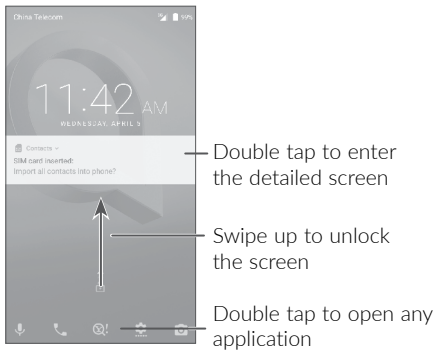 China Telecom
99%
11:42 AM
WEDNESDAY, APRIL 5
Contacts
SIM card inserted:
Import all contacts into phone?
Double tap to enter
the detailed screen
Swipe up to unlock
the screen
Double tap to open any
application